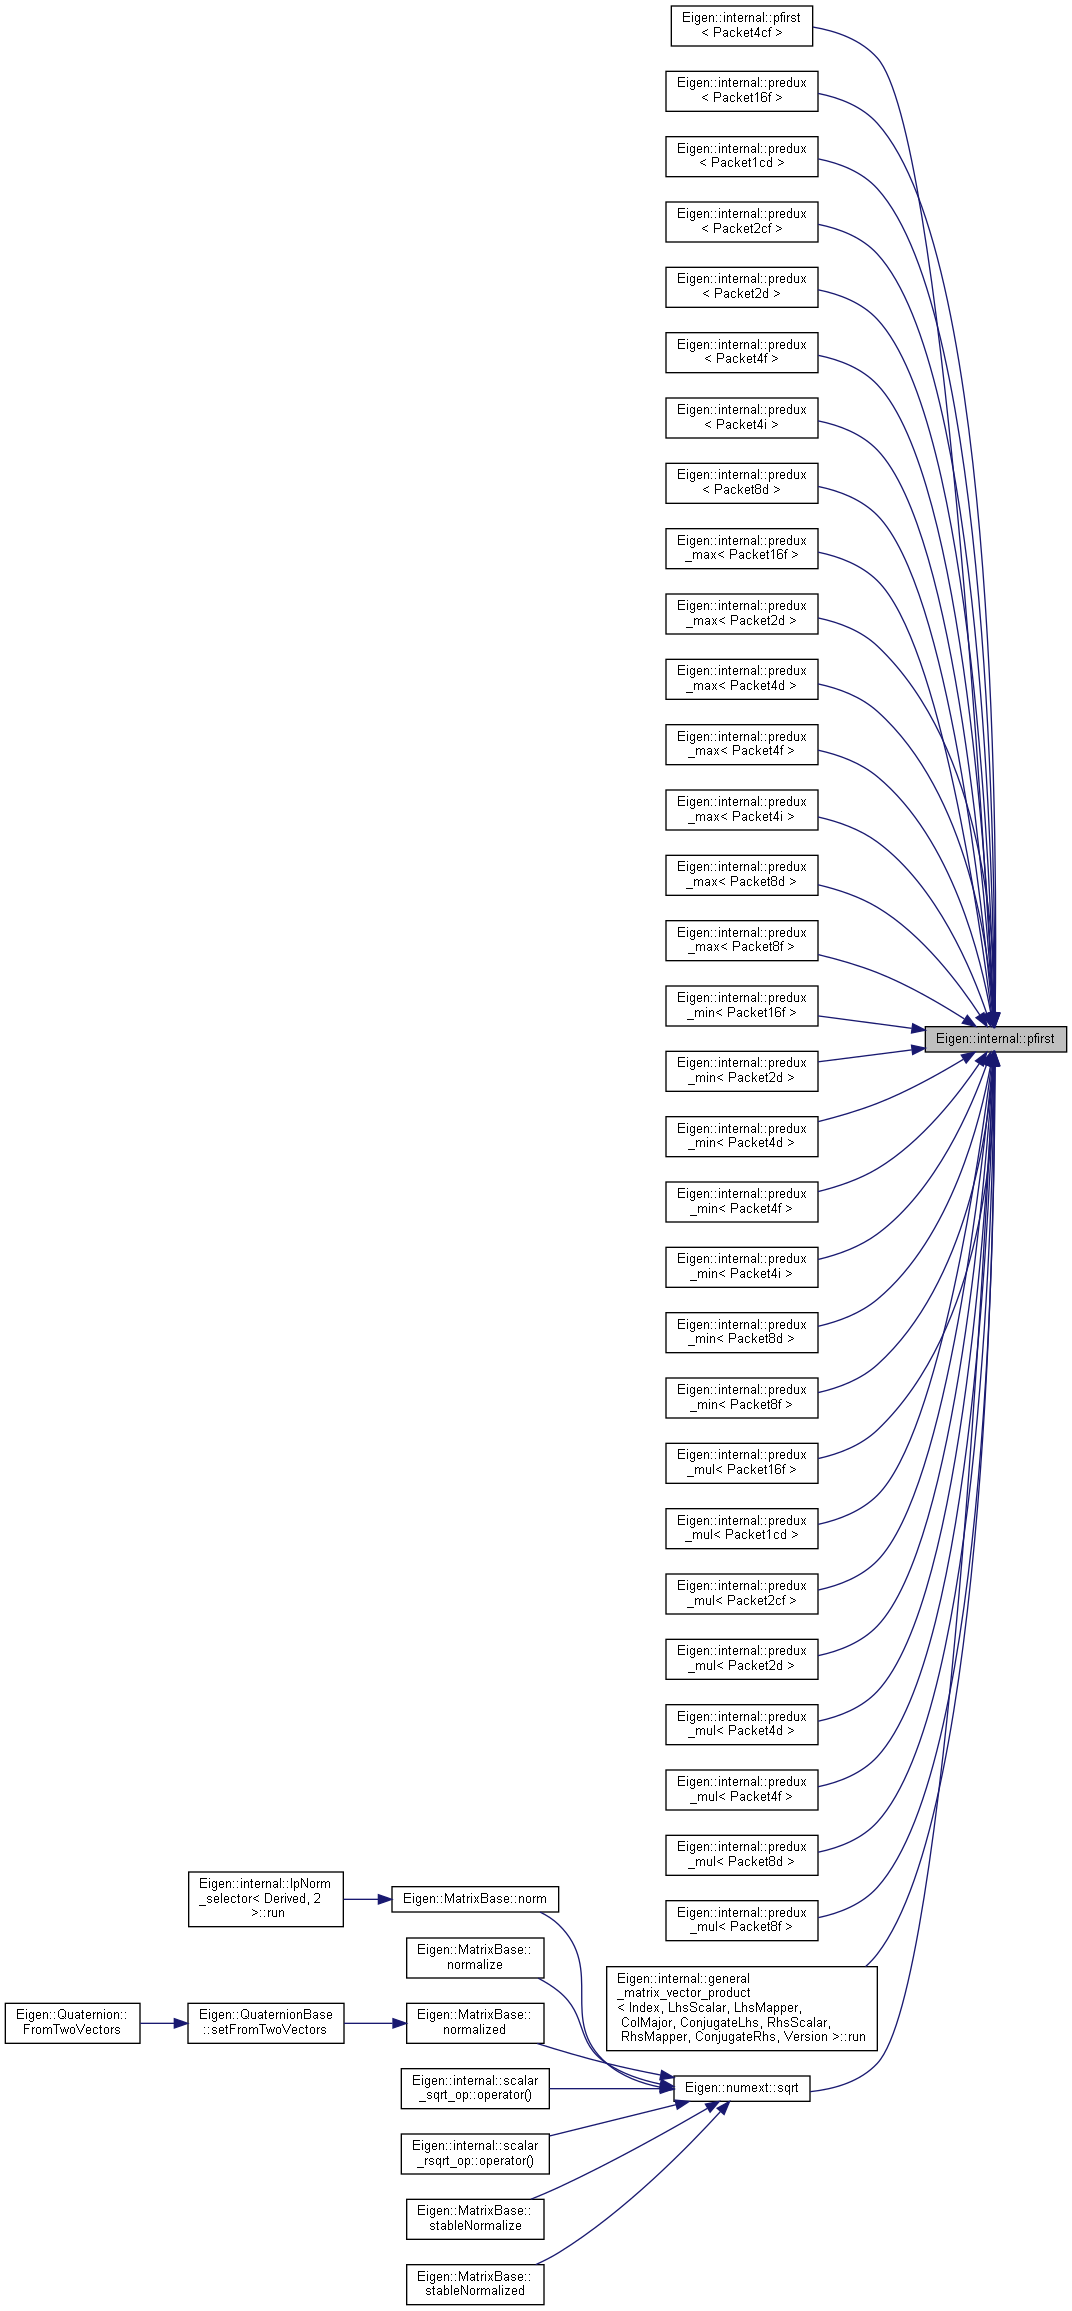 Eigen::internal::pfirst
< Packet4cf >
Eigen::internal::predux
< Packet16f >
Eigen::internal::predux
< Packet1cd >
Eigen::internal::predux
< Packet2cf >
Eigen::internal::predux
< Packet2d >
Eigen::internal::predux
< Packet4f >
Eigen::internal::predux
< Packet4i >
Eigen::internal::predux
< Packet8d >
Eigen::internal::predux
_max< Packet16f >
Eigen::internal::predux
_max< Packet2d >
Eigen::internal::predux
_max< Packet4d >
Eigen::internal::predux
_max< Packet4f >
Eigen::internal::predux
_max< Packet4i >
Eigen::internal::predux
_max< Packet8d >
Eigen::internal::predux
_max< Packet8f >
Eigen::internal::predux
_min< Packet16f >
Eigen::internal::pfirst
Eigen::internal::predux
_min< Packet2d >
Eigen::internal::predux
_min< Packet4d >
Eigen::internal::predux
_min< Packet4f >
Eigen::internal::predux
_min< Packet4i >
Eigen::internal::predux
_min< Packet8d >
Eigen::internal::predux
_min< Packet8f >
Eigen::internal::predux
_mul< Packet16f >
Eigen::internal::predux
_mul< Packet1cd >
Eigen::internal::predux
_mul< Packet2cf >
Eigen::internal::predux
_mul< Packet2d >
Eigen::internal::predux
_mul< Packet4d >
Eigen::internal::predux
_mul< Packet4f >
Eigen::internal::predux
_mul< Packet8d >
Eigen::internal::predux
_mul< Packet8f >
Eigen::internal::lpNorm
_selector< Derived, 2
>::run
Eigen::MatrixBase::norm
Eigen::MatrixBase::
normalize
Eigen::internal::general
_matrix_vector_product
< Index, LhsScalar, LhsMapper,
ColMajor, ConjugateLhs, RhsScalar,
RhsMapper, ConjugateRhs, Version >::run
Eigen::Quaternion::
FromTwoVectors
Eigen::QuaternionBase
::setFromTwoVectors
Eigen::MatrixBase::
normalized
Eigen::internal::scalar
_sqrt_op::operator()
Eigen::numext::sqrt
Eigen::internal::scalar
_rsqrt_op::operator()
Eigen::MatrixBase::
stableNormalize
Eigen::MatrixBase::
stableNormalized